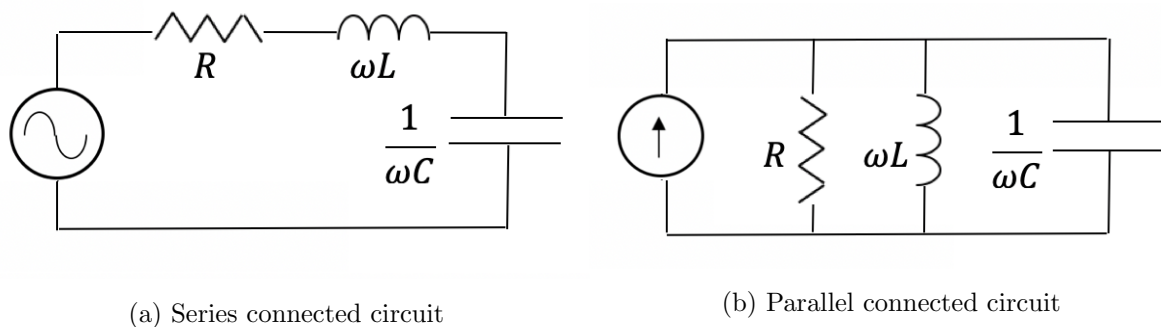 R
ωL
1
ωC
R
ωL
1
ωC
(a) Series connected circuit
(b) Parallel connected circuit